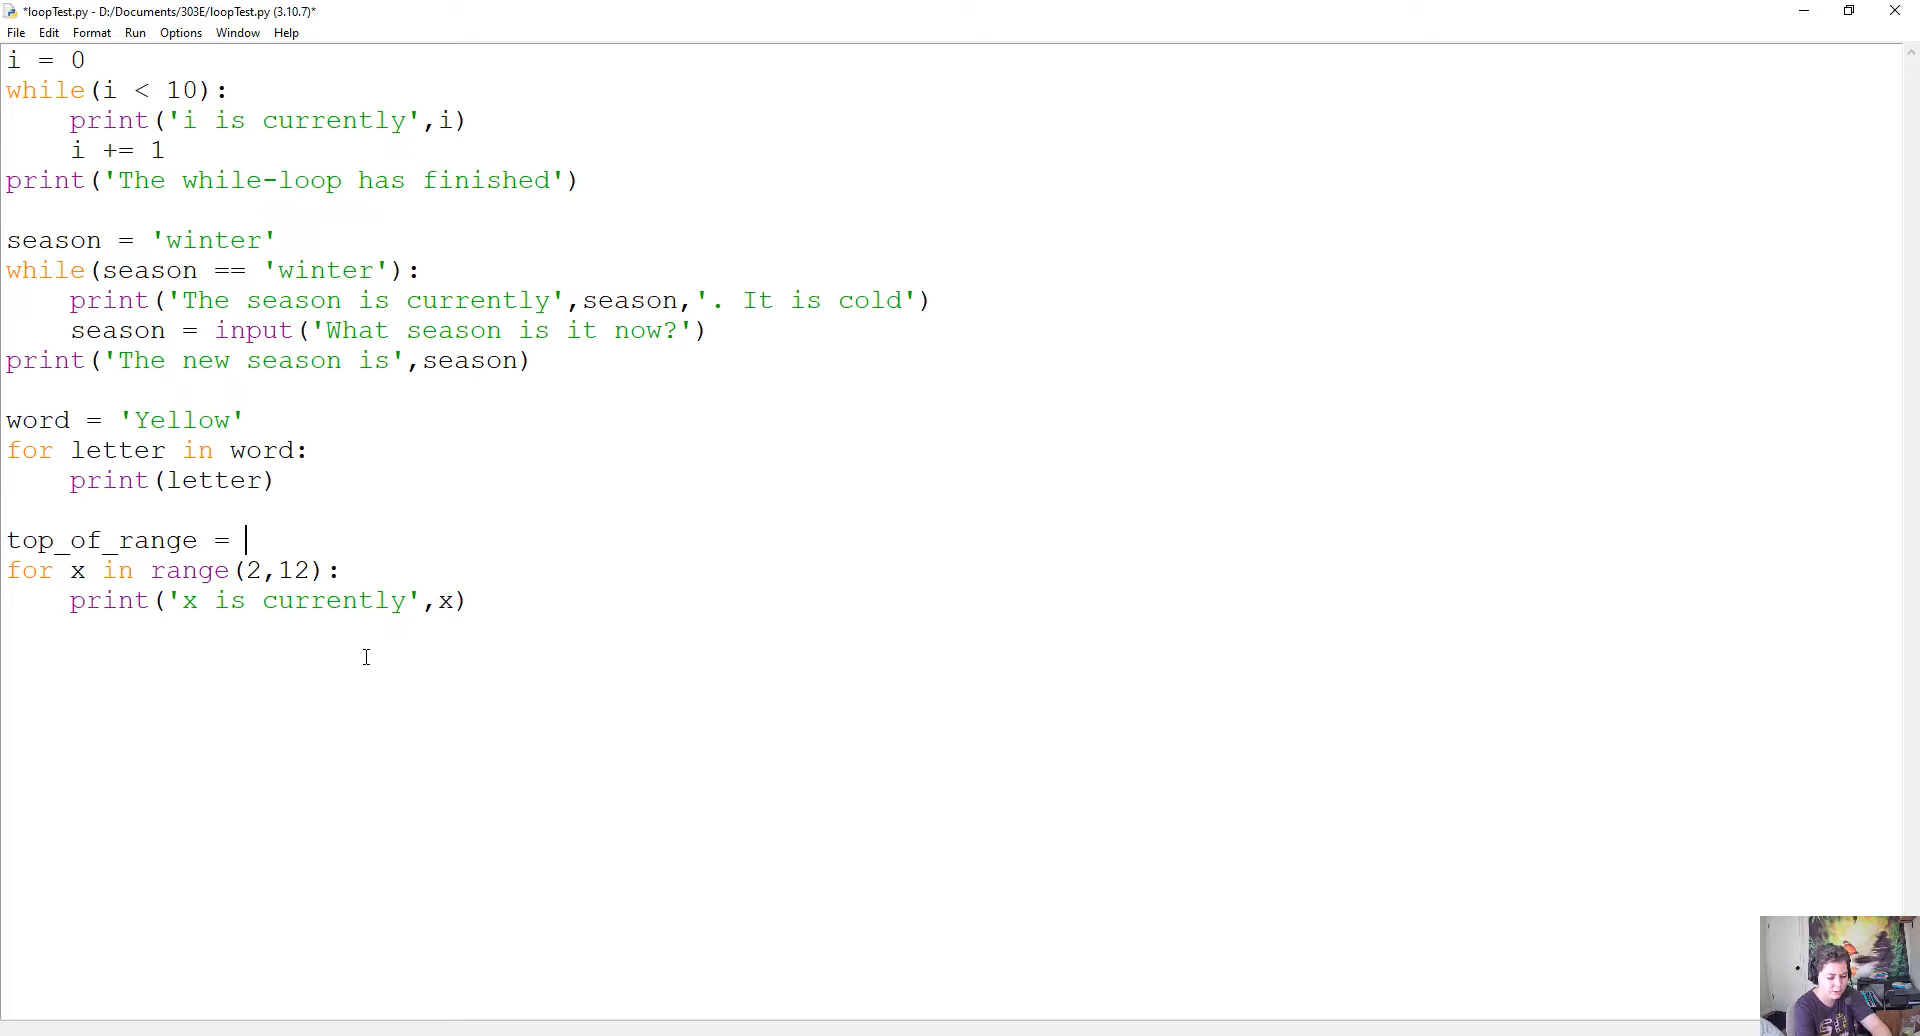 *loopTest.py - D:/Documents/303E/loopTest.py (3.10.7)*
File Edit Format Run Options Window Help
i = 0
while(i < 10):
    print('i is currently',i)
    i += 1
print('The while-loop has finished')
season = 'winter'
while(season == 'winter'):
    print('The season is currently',season,'. It is cold')
    season = input('What season is it now?')
print('The new season is',season)
word = 'Yellow'
for letter in word:
    print(letter)
top_of_range =
for x in range(2,12):
    print('x is currently',x)